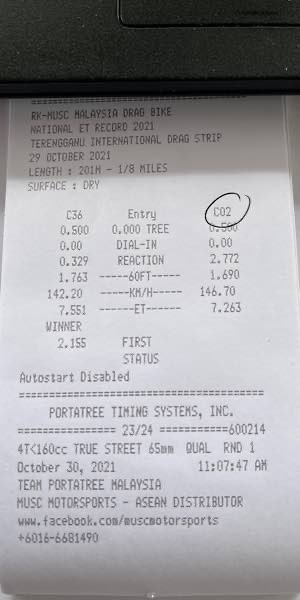 ==========================================
RK-MUSC MALAYSIA DRAG BIKE
NATIONAL ET RECORD 2021
TERENGGANU INTERNATIONAL DRAG STRIP
29 OCTOBER 2021
LENGTH : 201M - 1/8 MILES
SURFACE : DRY
C36 Entry C02
0.500 0.000 TREE 0.500
0.00 DIAL-IN 0.00
0.329 REACTION 2.772
1.763 -----60FT----- 1.690
142.20 -----KM/H----- 146.70
7.551 ------ET------ 7.263
WINNER
2.155 FIRST
STATUS
Autostart Disabled
==========================================
PORTATREE TIMING SYSTEMS, INC.
================ 23/24 ===========600214
4T<160cc TRUE STREET 65mm QUAL RND 1
October 30, 2021 11:07:47 AM
TEAM PORTATREE MALAYSIA
MUSC MOTORSPORTS - ASEAN DISTRIBUTOR
www.facebook.com/muscmotorsports
+6016-6681490